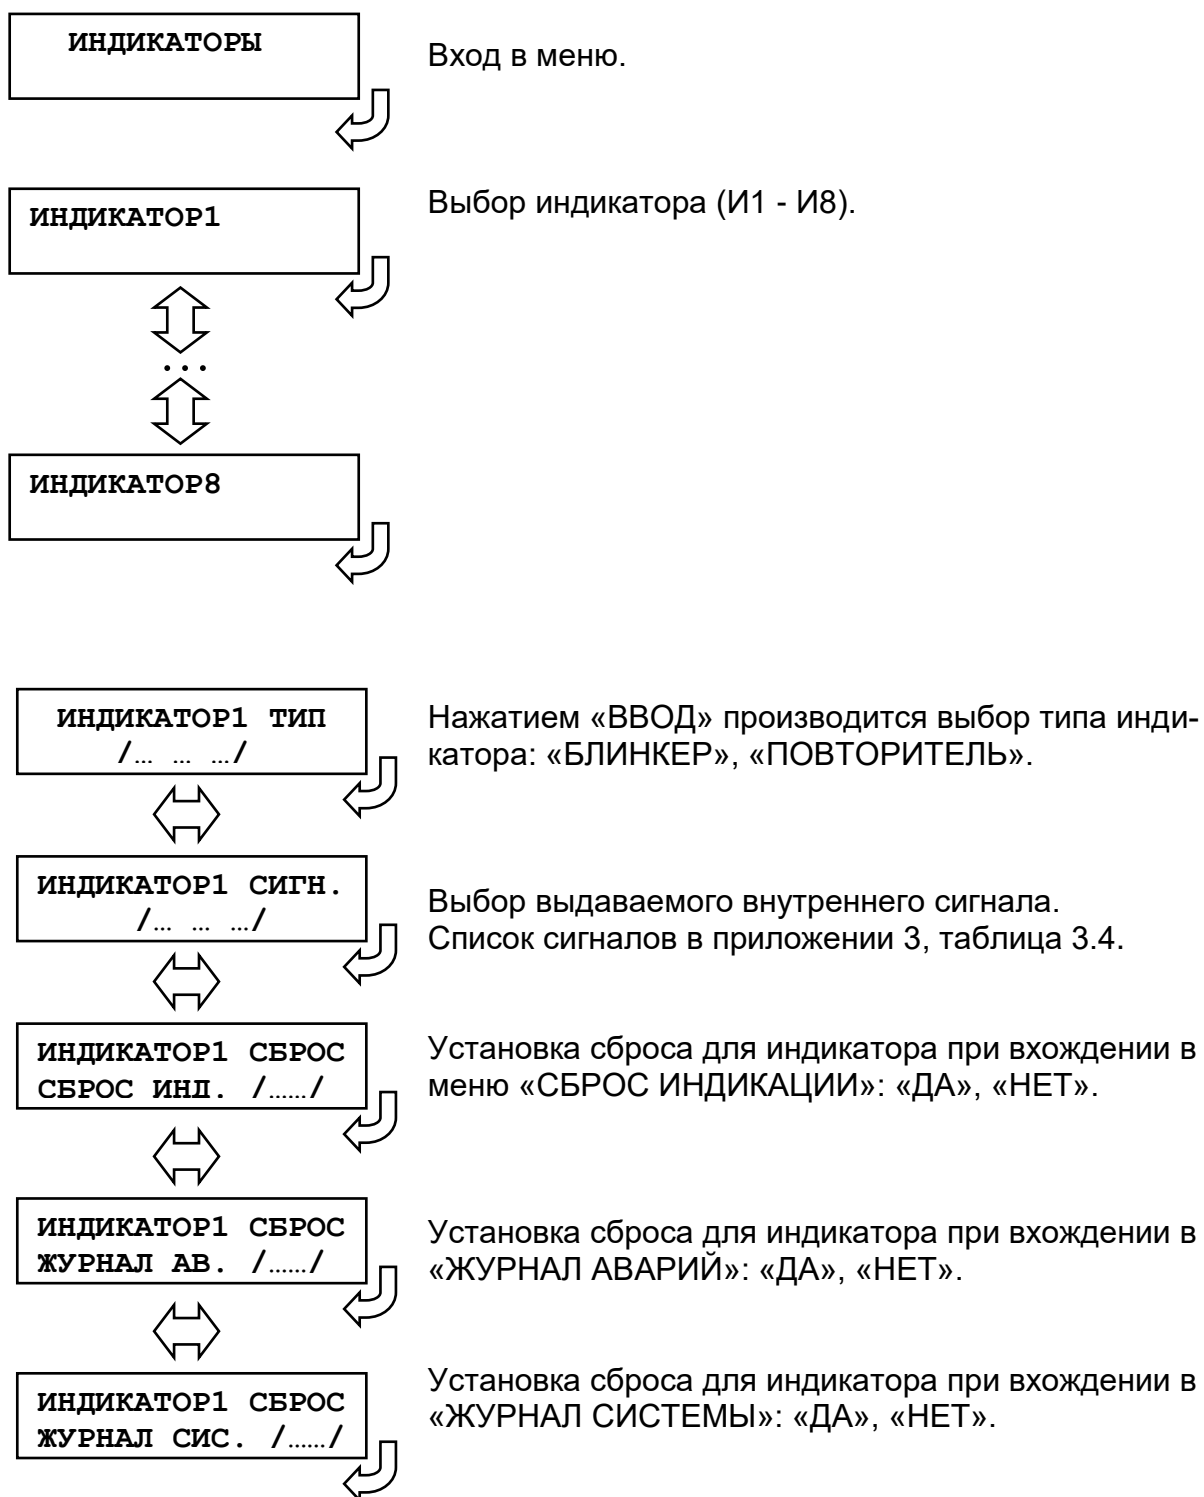 ИНДИКАТОРЫ
Вход в меню.
ИНДИКАТОР1
Выбор индикатора (И1 - И8).
...
ИНДИКАТОР8
ИНДИКАТОР1 ТИП
/… … …/
Нажатием «ВВОД» производится выбор типа инди-
катора: «БЛИНКЕР», «ПОВТОРИТЕЛЬ».
ИНДИКАТОР1 СИГН.
/… … …/
Выбор выдаваемого внутреннего сигнала.
Список сигналов в приложении 3, таблица 3.4.
ИНДИКАТОР1 СБРОС
СБРОС ИНД. /……/
Установка сброса для индикатора при вхождении в
меню «СБРОС ИНДИКАЦИИ»: «ДА», «НЕТ».
ИНДИКАТОР1 СБРОС
ЖУРНАЛ АВ. /……/
Установка сброса для индикатора при вхождении в
«ЖУРНАЛ АВАРИЙ»: «ДА», «НЕТ».
ИНДИКАТОР1 СБРОС
ЖУРНАЛ СИС. /……/
Установка сброса для индикатора при вхождении в
«ЖУРНАЛ СИСТЕМЫ»: «ДА», «НЕТ».